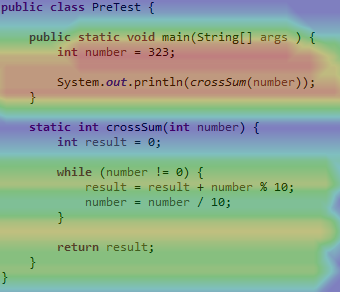 public class PreTest {
    public static void main(String[] args ) {
        int number = 323;
        System.out.println(crossSum(number));
    }
    static int crossSum(int number) {
        int result = 0;
        while (number != 0) {
            result = result + number % 10;
            number = number / 10;
        }
        return result;
    }
}